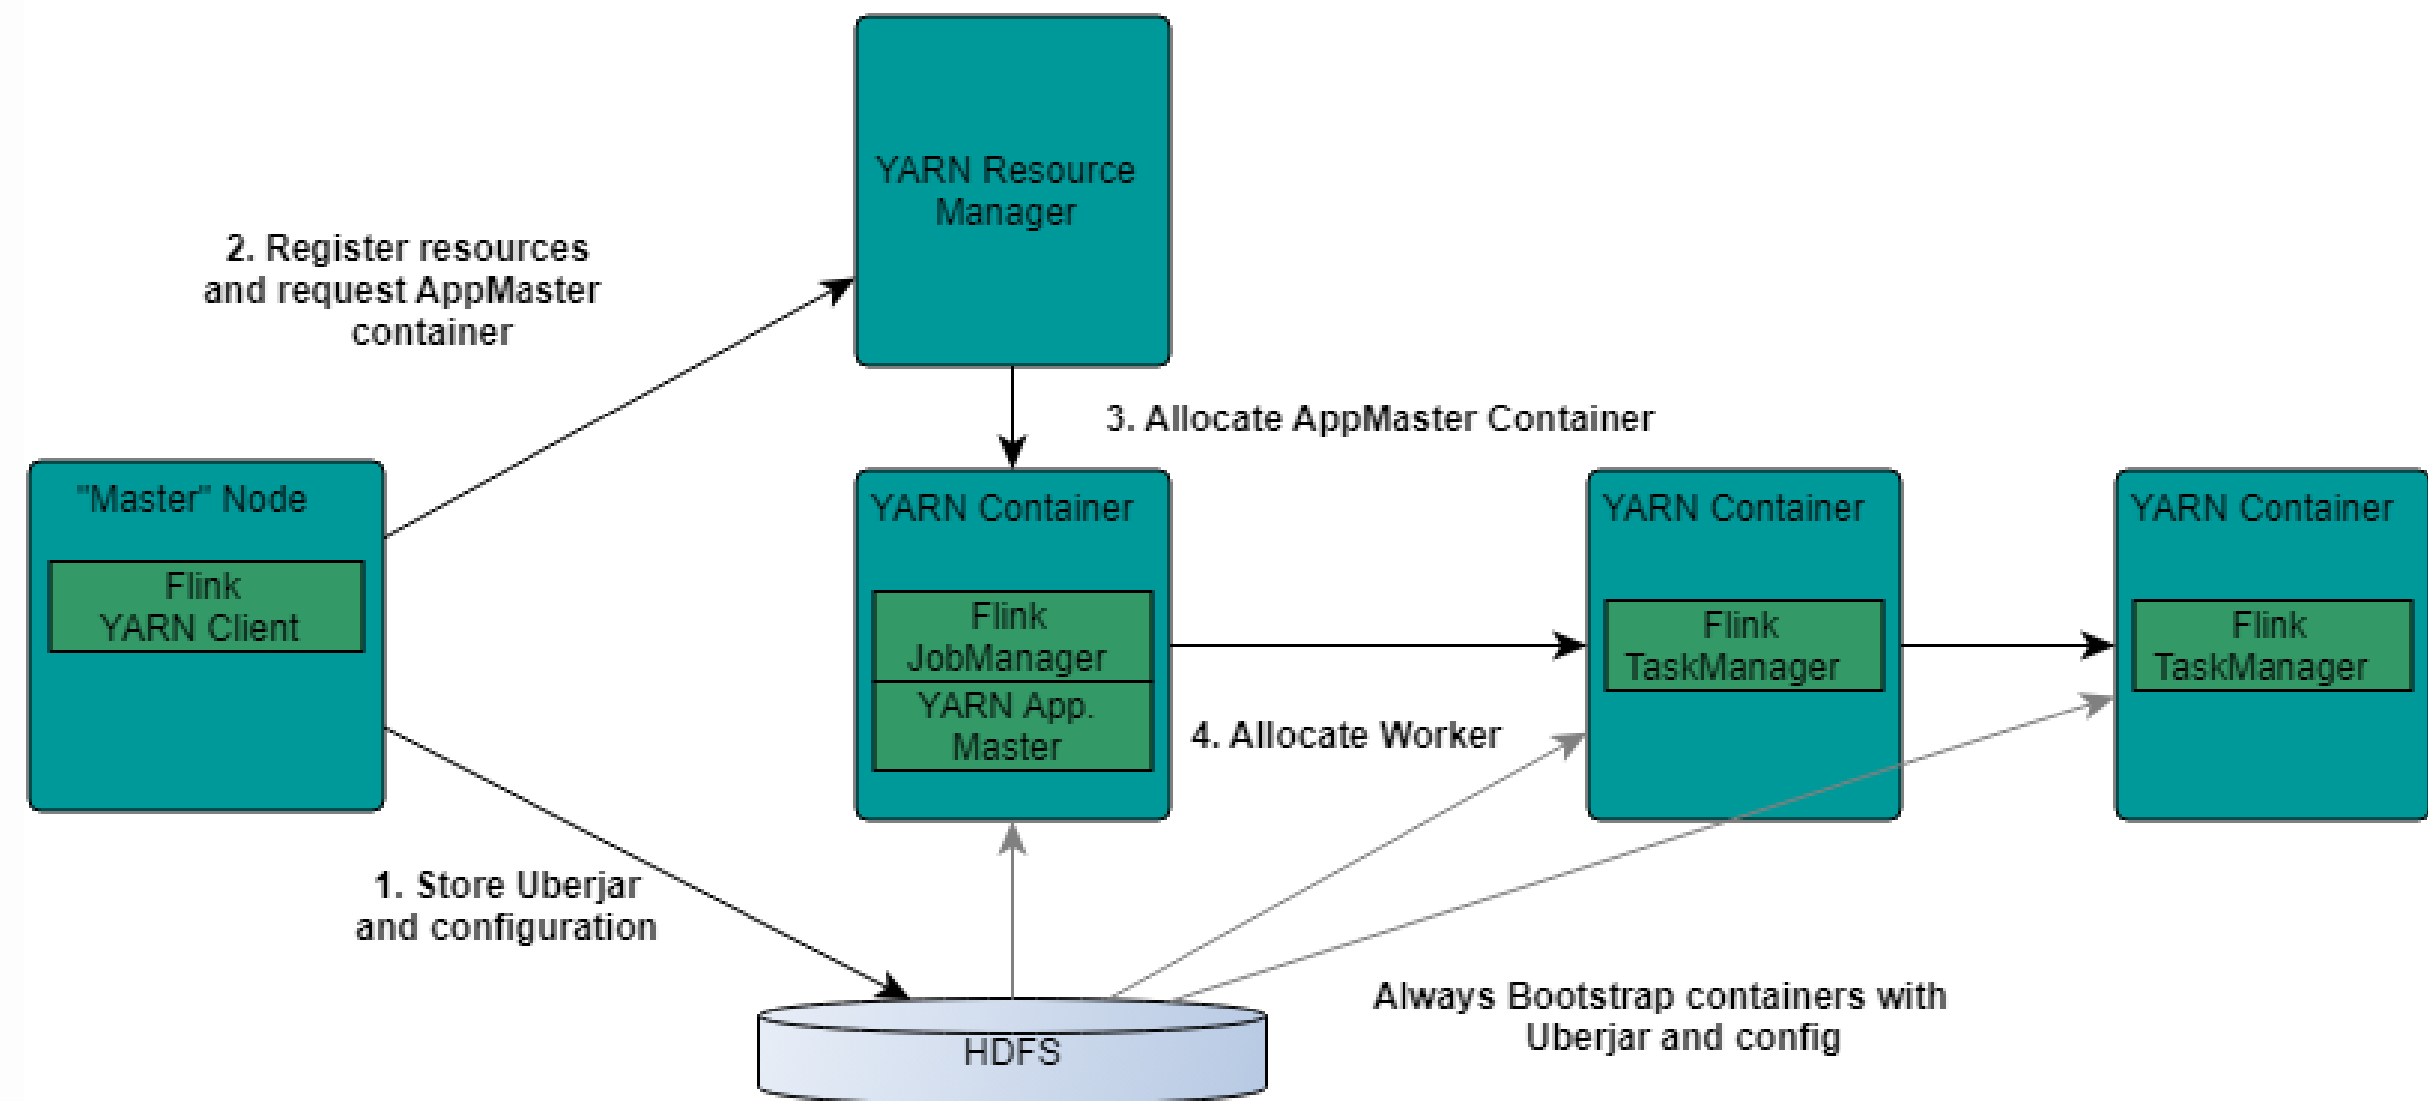 YARN Resource
Manager
2. Register resources
and request AppMaster
container
3. Allocate AppMaster Container
"Master" Node
Flink
YARN Client
YARN Container
Flink
JobManager
YARN App.
Master
4. Allocate Worker
YARN Container
Flink
TaskManager
YARN Container
Flink
TaskManager
1. Store Uberjar
and configuration
Always Bootstrap containers with
Uberjar and config
HDFS